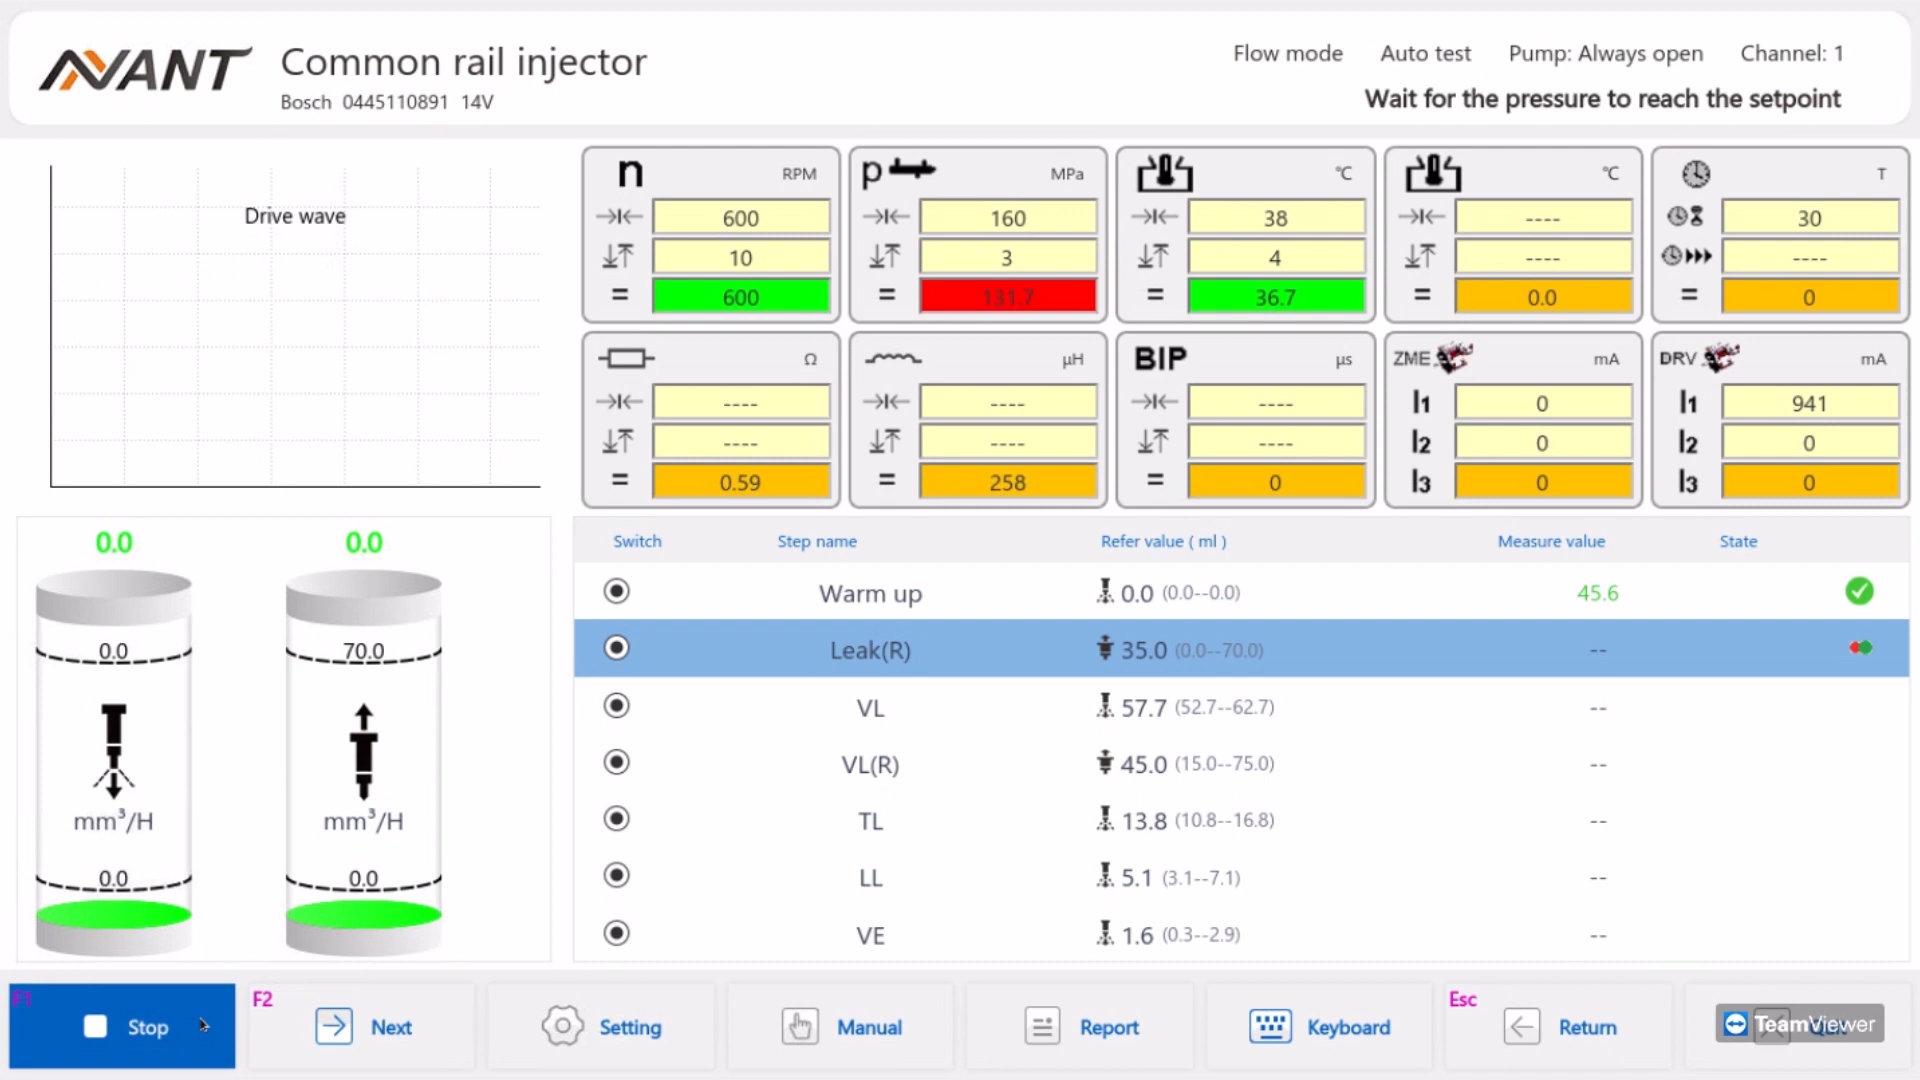 AVANT
Common rail injector
Bosch 0445110891 14V
Flow mode Auto test Pump: Always open Channel: 1
Wait for the pressure to reach the setpoint
Drive wave
n RPM
600
10
= 600
p MPa
160
3
= 131.7
°C
38
4
= 36.7
°C
----
----
= 0.0
T
30
----
= 0
Ω
----
----
= 0.59
µH
----
----
= 258
BIP µs
----
----
= 0
ZME mA
I1 0
I2 0
I3 0
DRV mA
I1 941
I2 0
I3 0
0.0 0.0
0.0 70.0
mm³/H mm³/H
0.0 0.0
Switch Step name Refer value ( ml ) Measure value State
Warm up 0.0 (0.0--0.0) 45.6
Leak(R) 35.0 (0.0--70.0) --
VL 57.7 (52.7--62.7) --
VL(R) 45.0 (15.0--75.0) --
TL 13.8 (10.8--16.8) --
LL 5.1 (3.1--7.1) --
VE 1.6 (0.3--2.9) --
F1 Stop
F2 Next
Setting
Manual
Report
Keyboard
Esc Return
TeamViewer